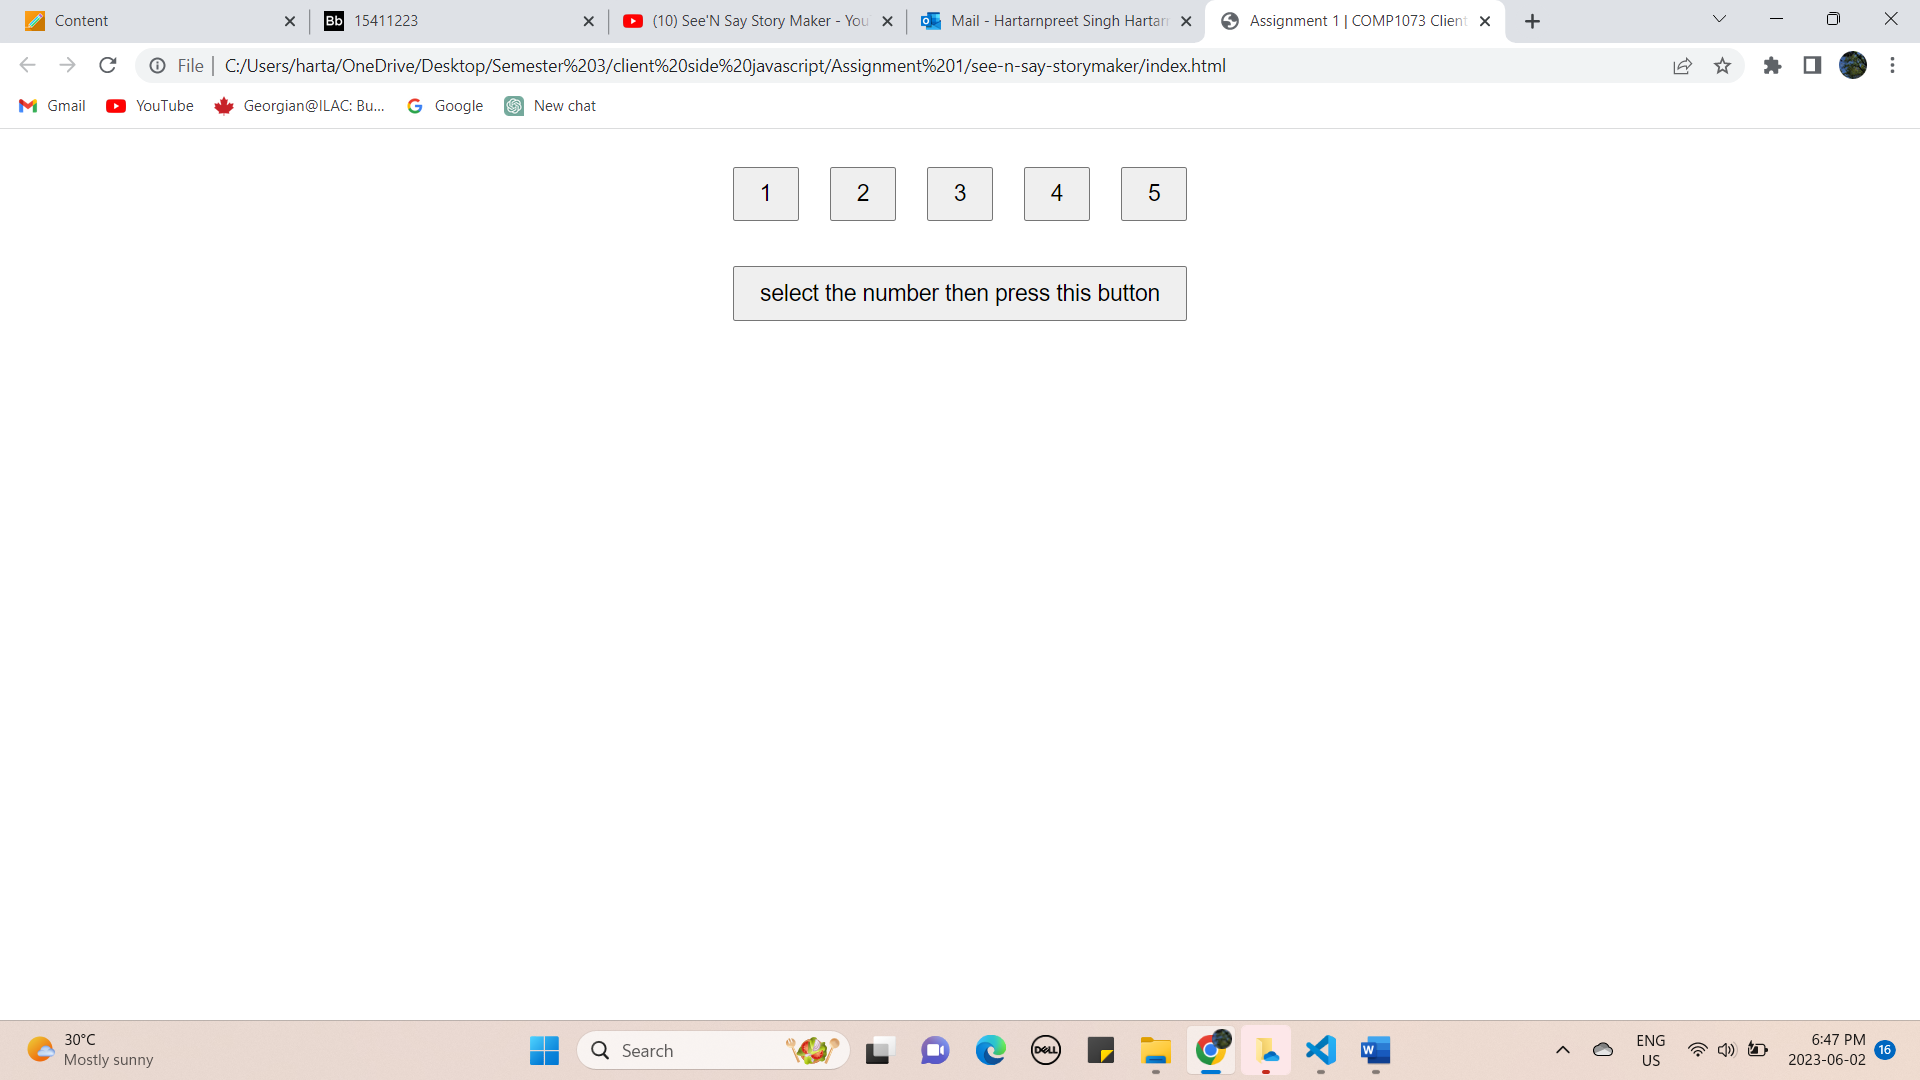 Content
Bb 15411223
(10) See'N Say Story Maker - You
Mail - Hartarnpreet Singh Hartarn
Assignment 1 | COMP1073 Client
File | C:/Users/harta/OneDrive/Desktop/Semester%203/client%20side%20javascript/Assignment%201/see-n-say-storymaker/index.html
Gmail
YouTube
Georgian@ILAC: Bu...
Google
New chat
1 2 3 4 5
select the number then press this button
30°C
Mostly sunny
Search
DELL
ENG
US
6:47 PM
2023-06-02
16